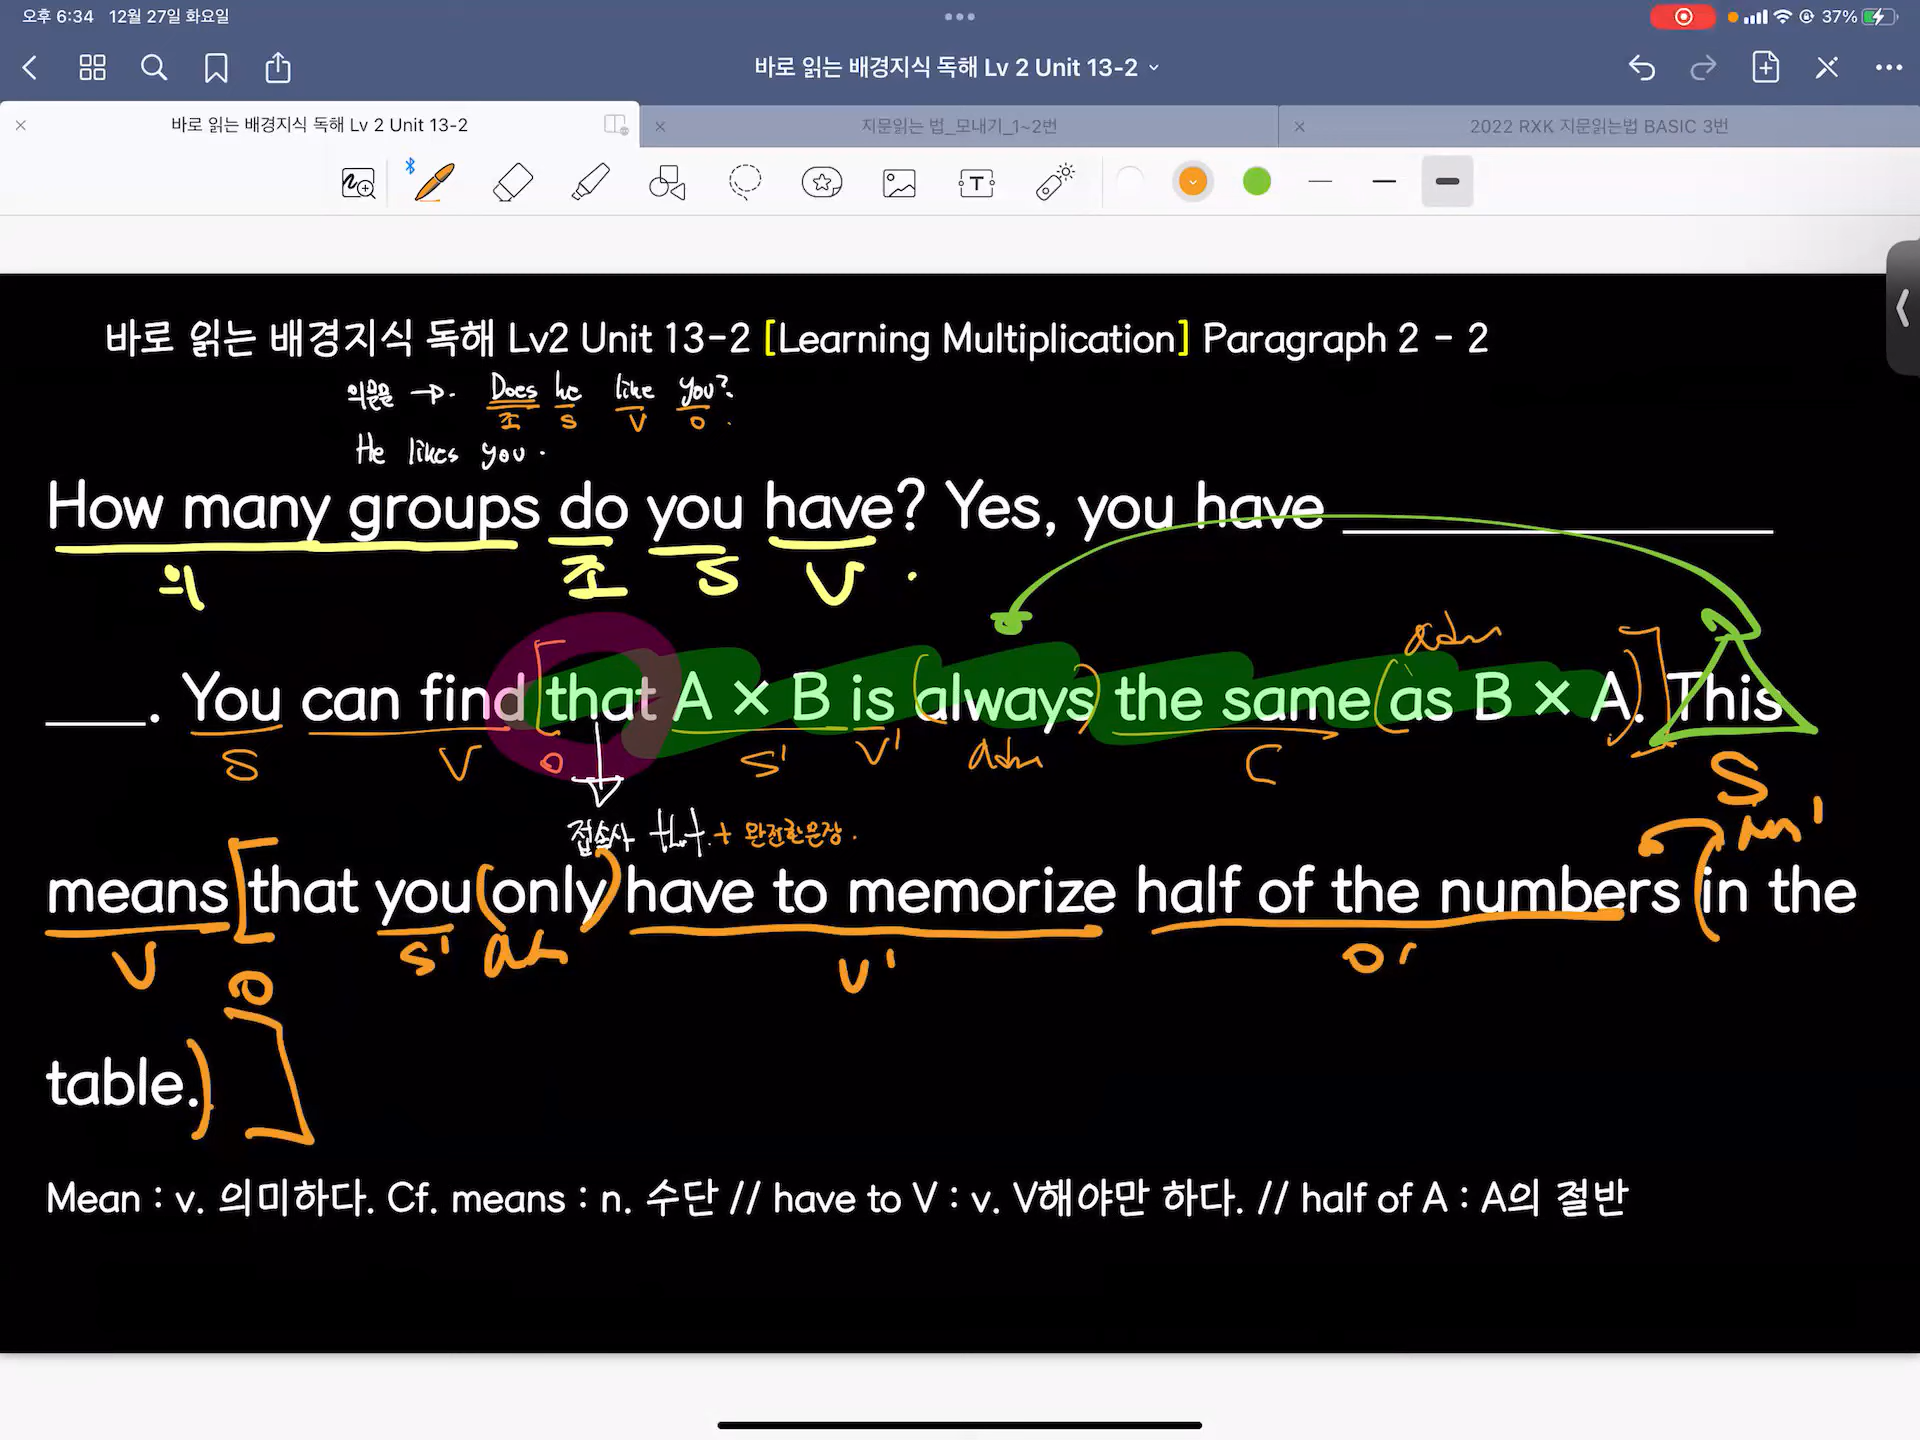 오후 6:34 12월 27일 화요일 37%
바로 읽는 배경지식 독해 Lv 2 Unit 13-2
바로 읽는 배경지식 독해 Lv 2 Unit 13-2 지문읽는 법_모내기_1~2번 2022 RXK 지문읽는법 BASIC 3번
바로 읽는 배경지식 독해 Lv2 Unit 13-2 [Learning Multiplication] Paragraph 2 - 2
의문문 → Does he like you?
조 S V O
He likes you.
How many groups do you have? Yes, you have ___
의 조 S V
____. You can find [that A × B is (always) the same (as B × A).] This
S V O S' V' adv C adv S
접속사 that + 완전한문장.
means [that you (only) have to memorize half of the numbers (in the
V O S' V' O'
table.)]
Mean : v. 의미하다. Cf. means : n. 수단 // have to V : v. V해야만 하다. // half of A : A의 절반